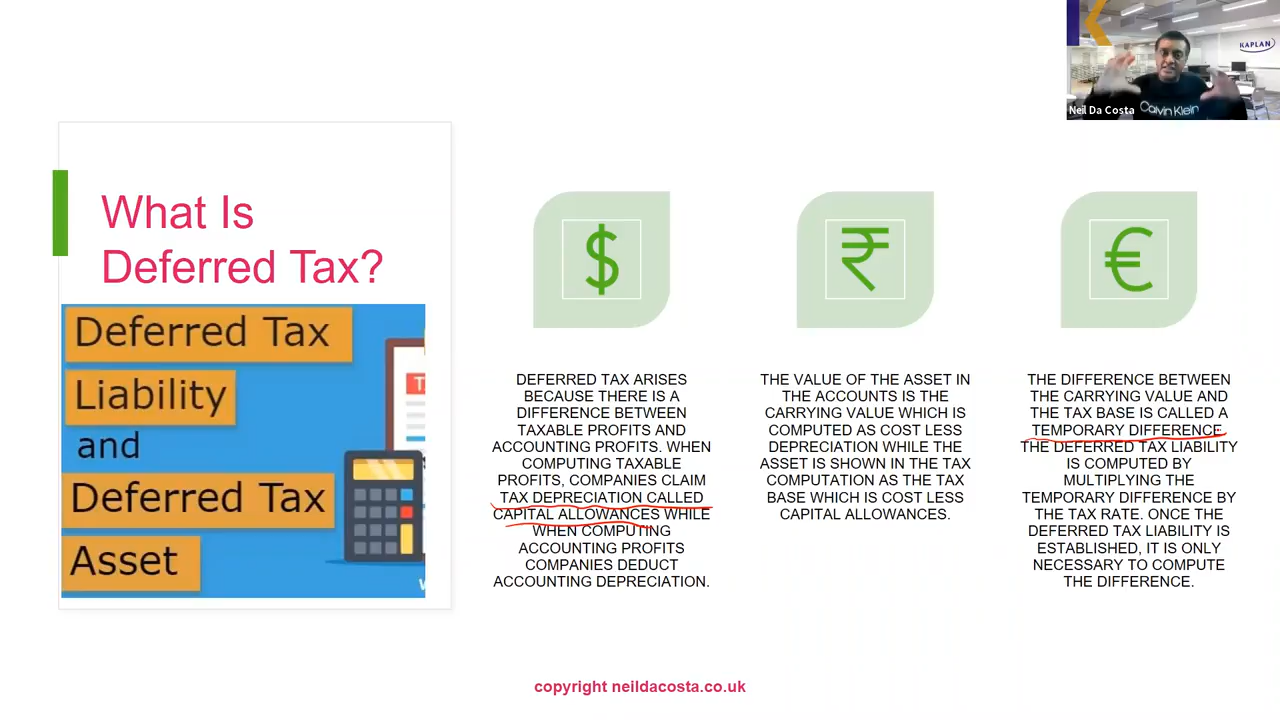 KAPLAN
Calvin Klein
Neil Da Costa
What Is
Deferred Tax?
Deferred Tax
Liability
and
Deferred Tax
Asset
$
₹
€
DEFERRED TAX ARISES
BECAUSE THERE IS A
DIFFERENCE BETWEEN
TAXABLE PROFITS AND
ACCOUNTING PROFITS. WHEN
COMPUTING TAXABLE
PROFITS, COMPANIES CLAIM
TAX DEPRECIATION CALLED
CAPITAL ALLOWANCES WHILE
WHEN COMPUTING
ACCOUNTING PROFITS
COMPANIES DEDUCT
ACCOUNTING DEPRECIATION.
THE VALUE OF THE ASSET IN
THE ACCOUNTS IS THE
CARRYING VALUE WHICH IS
COMPUTED AS COST LESS
DEPRECIATION WHILE THE
ASSET IS SHOWN IN THE TAX
COMPUTATION AS THE TAX
BASE WHICH IS COST LESS
CAPITAL ALLOWANCES.
THE DIFFERENCE BETWEEN
THE CARRYING VALUE AND
THE TAX BASE IS CALLED A
TEMPORARY DIFFERENCE
THE DEFERRED TAX LIABILITY
IS COMPUTED BY
MULTIPLYING THE
TEMPORARY DIFFERENCE BY
THE TAX RATE. ONCE THE
DEFERRED TAX LIABILITY IS
ESTABLISHED, IT IS ONLY
NECESSARY TO COMPUTE
THE DIFFERENCE.
copyright neildacosta.co.uk